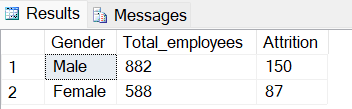 Results Messages
Gender Total_employees Attrition
1 Male 882 150
2 Female 588 87